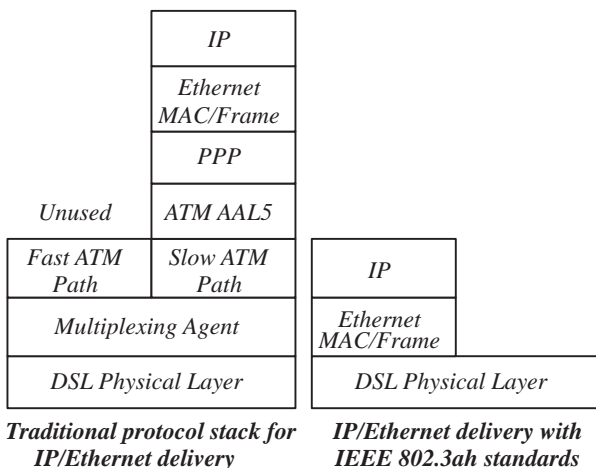 IP
Ethernet
MAC/Frame
PPP
Unused
ATM AAL5
Fast ATM
Path
Slow ATM
Path
Multiplexing Agent
DSL Physical Layer
Traditional protocol stack for
IP/Ethernet delivery
IP
Ethernet
MAC/Frame
DSL Physical Layer
IP/Ethernet delivery with
IEEE 802.3ah standards